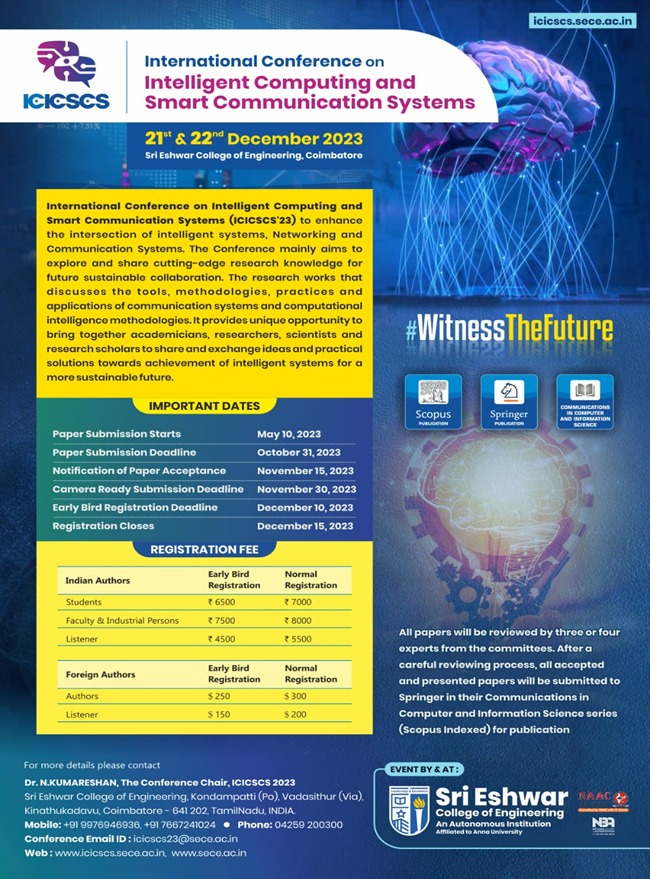 icicscs.sece.ac.in
ICICSCS
International Conference on
Intelligent Computing and
Smart Communication Systems
21st & 22nd December 2023
Sri Eshwar College of Engineering, Coimbatore
International Conference on Intelligent Computing and
Smart Communication Systems (ICICSCS'23) to enhance
the intersection of intelligent systems, Networking and
Communication Systems. The Conference mainly aims to
explore and share cutting-edge research knowledge for
future sustainable collaboration. The research works that
discusses the tools, methodologies, practices and
applications of communication systems and computational
intelligence methodologies. It provides unique opportunity to
bring together academicians, researchers, scientists and
research scholars to share and exchange ideas and practical
solutions towards achievement of intelligent systems for a
more sustainable future.
#WitnessTheFuture
Scopus
PUBLICATION
Springer
PUBLICATION
COMMUNICATIONS
IN COMPUTER
AND INFORMATION
SCIENCE
IMPORTANT DATES
Paper Submission Starts May 10, 2023
Paper Submission Deadline October 31, 2023
Notification of Paper Acceptance November 15, 2023
Camera Ready Submission Deadline November 30, 2023
Early Bird Registration Deadline December 10, 2023
Registration Closes December 15, 2023
REGISTRATION FEE
Indian Authors Early Bird Registration Normal Registration
Students ₹ 6500 ₹ 7000
Faculty & Industrial Persons ₹ 7500 ₹ 8000
Listener ₹ 4500 ₹ 5500
Foreign Authors Early Bird Registration Normal Registration
Authors $ 250 $ 300
Listener $ 150 $ 200
All papers will be reviewed by three or four
experts from the committees. After a
careful reviewing process, all accepted
and presented papers will be submitted to
Springer in their Communications in
Computer and Information Science series
(Scopus Indexed) for publication
For more details please contact
Dr. N.KUMARESHAN, The Conference Chair, ICICSCS 2023
Sri Eshwar College of Engineering, Kondampatti (Po), Vadasithur (Via),
Kinathukadavu, Coimbatore - 641 202, TamilNadu, INDIA.
Mobile: +91 9976946936, +91 7667241024 ● Phone: 04259 200300
Conference Email ID : icicscs23@sece.ac.in
Web : www.icicscs.sece.ac.in, www.sece.ac.in
EVENT BY & AT :
Sri Eshwar
College of Engineering
An Autonomous Institution
Affiliated to Anna University
NAAC
NBA